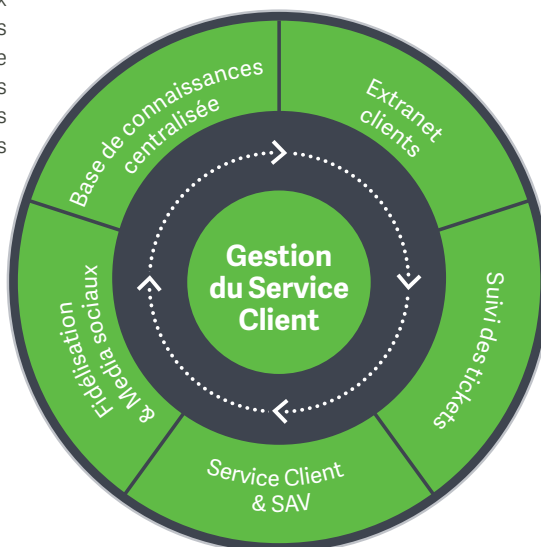 x
s
e
s
s
s
Base de connaissances
centralisée
Extranet
clients
Suivi des tickets
Service Client
& SAV
Fidélisation
& Media sociaux
Gestion
du Service
Client